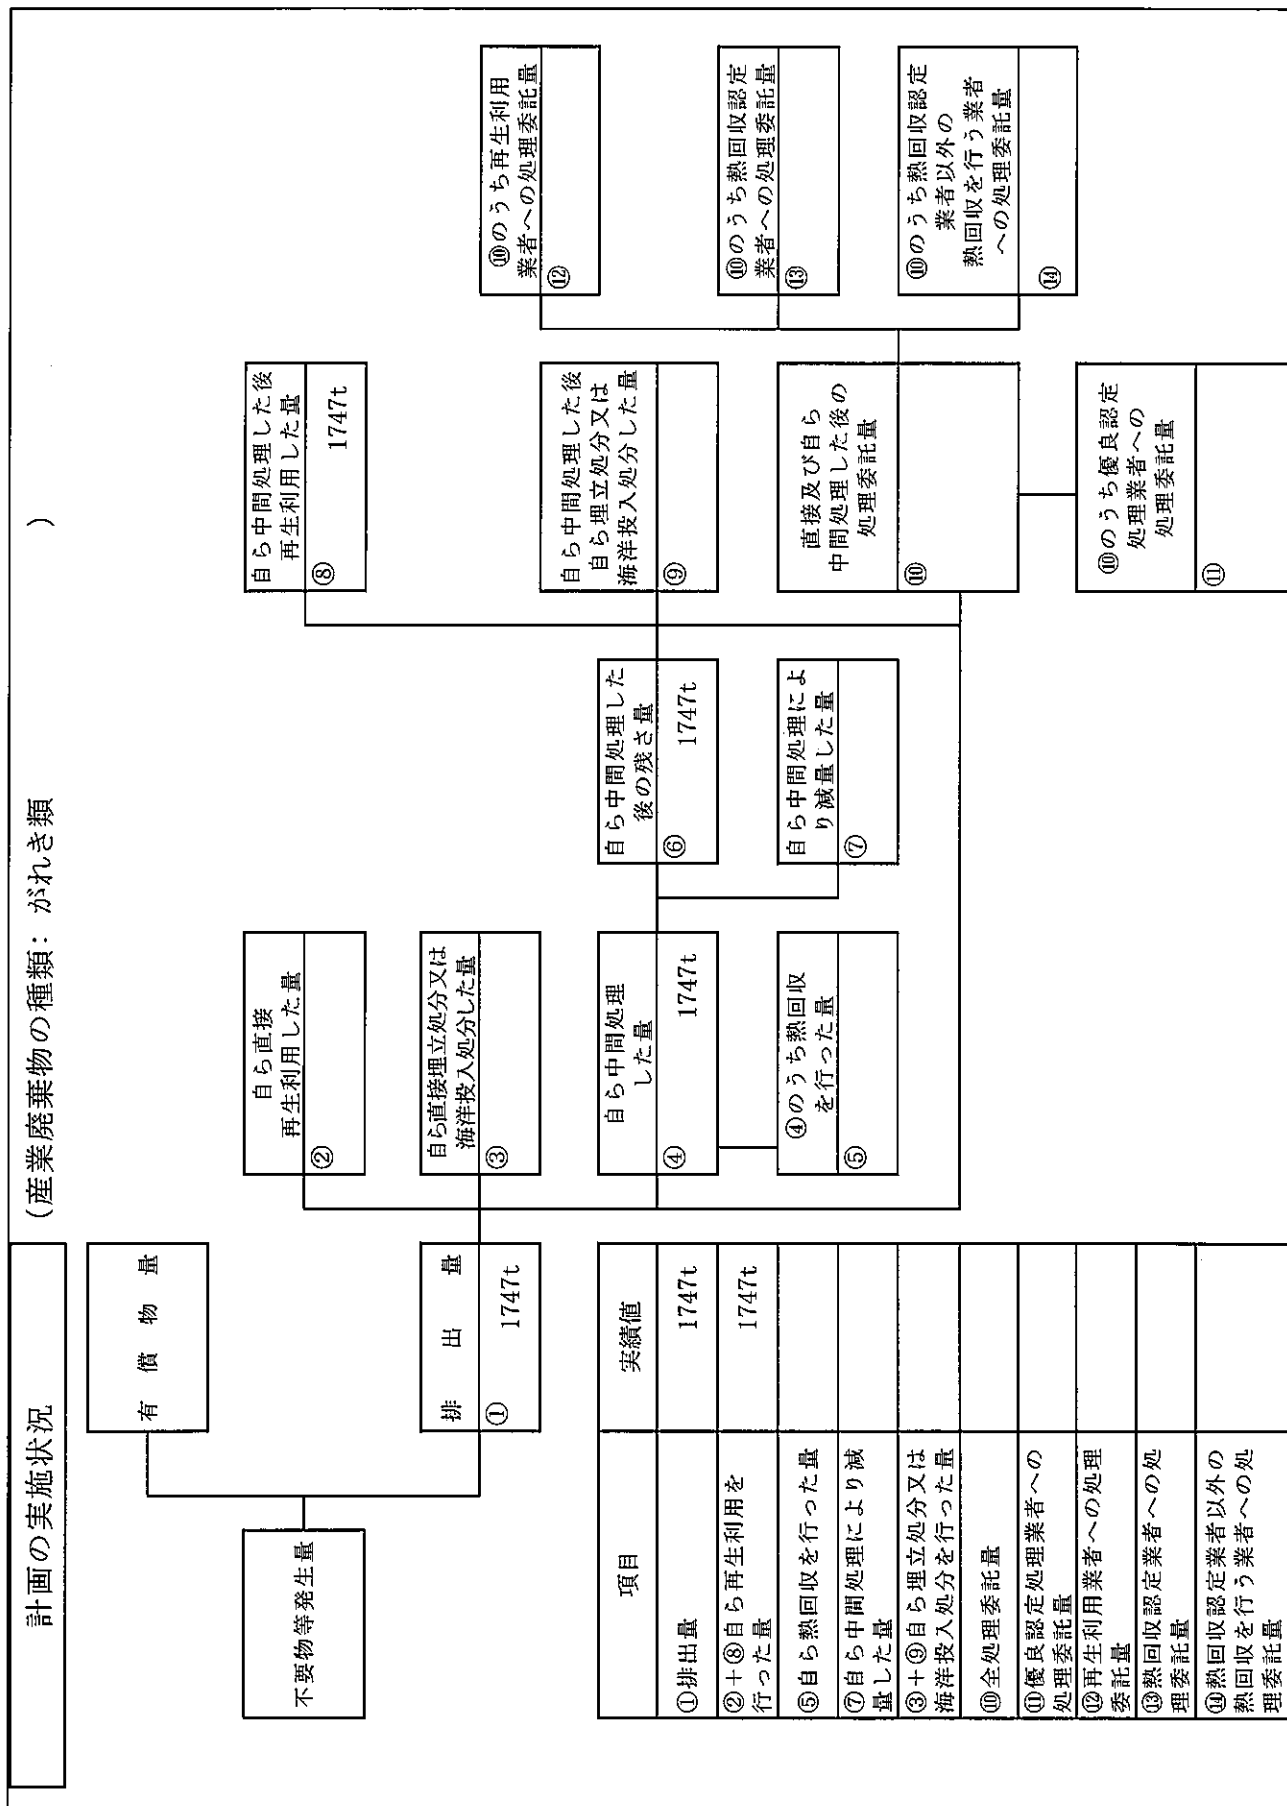 計画の実施状況
(産業廃棄物の種類：がれき類　　　　)
不要物等発生量
有償物量
排出量
① 1747t
自ら直接
再生利用した量
②
自ら直接埋立処分又は
海洋投入処分した量
③
自ら中間処理
した量
④ 1747t
④のうち熱回収
を行った量
⑤
自ら中間処理した
後の残さ量
⑥ 1747t
自ら中間処理によ
り減量した量
⑦
自ら中間処理した後
再生利用した量
⑧ 1747t
自ら中間処理した後
自ら埋立処分又は
海洋投入処分した量
⑨
直接及び自ら
中間処理した後の
処理委託量
⑩
⑩のうち優良認定
処理業者への
処理委託量
⑪
⑩のうち再生利用
業者への処理委託量
⑫
⑩のうち熱回収認定
業者への処理委託量
⑬
⑩のうち熱回収認定
業者以外の
熱回収を行う業者
への処理委託量
⑭
項目 実績値
①排出量 1747t
②＋⑧自ら再生利用を
行った量 1747t
⑤自ら熱回収を行った量
⑦自ら中間処理により減
量した量
③＋⑨自ら埋立処分又は
海洋投入処分を行った量
⑩全処理委託量
⑪優良認定処理業者への
処理委託量
⑫再生利用業者への処理
委託量
⑬熱回収認定業者への処
理委託量
⑭熱回収認定業者以外の
熱回収を行う業者への処
理委託量